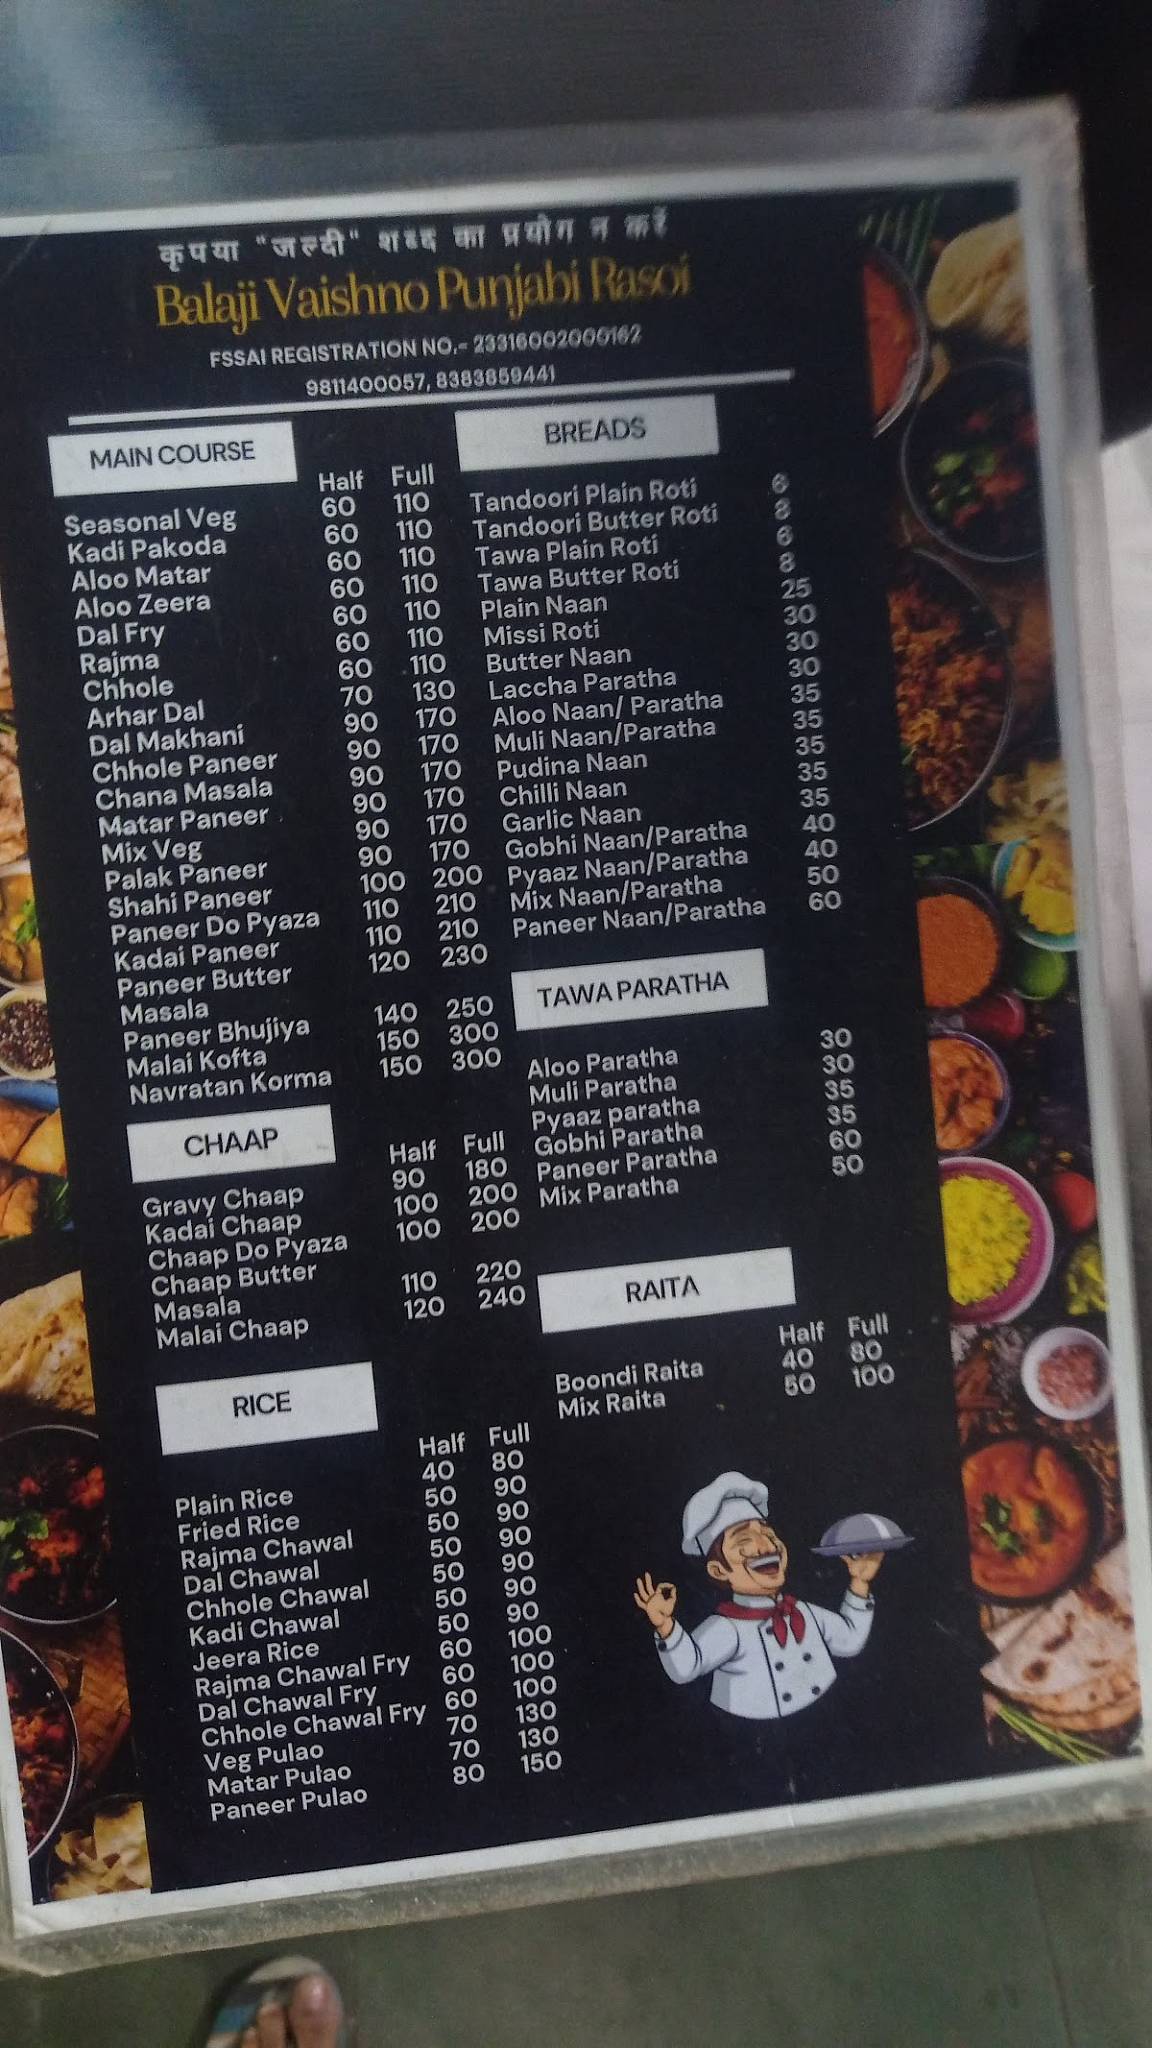 कृपया "जल्दी" शब्द का प्रयोग न करें
Balaji Vaishno Punjabi Rasoi
FSSAI REGISTRATION NO.- 23316002000162
9811400057, 8383859441
MAIN COURSE
Half Full
Seasonal Veg 60 110
Kadi Pakoda 60 110
Aloo Matar 60 110
Aloo Zeera 60 110
Dal Fry 60 110
Rajma 60 110
Chhole 60 110
Arhar Dal 70 130
Dal Makhani 90 170
Chhole Paneer 90 170
Chana Masala 90 170
Matar Paneer 90 170
Mix Veg 90 170
Palak Paneer 90 170
Shahi Paneer 100 200
Paneer Do Pyaza 110 210
Kadai Paneer 110 210
Paneer Butter 120 230
Masala
Paneer Bhujiya 140 250
Malai Kofta 150 300
Navratan Korma 150 300
CHAAP
Half Full
Gravy Chaap 90 180
Kadai Chaap 100 200
Chaap Do Pyaza 100 200
Chaap Butter
Masala 110 220
Malai Chaap 120 240
RICE
Half Full
Plain Rice 40 80
Fried Rice 50 90
Rajma Chawal 50 90
Dal Chawal 50 90
Chhole Chawal 50 90
Kadi Chawal 50 90
Jeera Rice 50 90
Rajma Chawal Fry 60 100
Dal Chawal Fry 60 100
Chhole Chawal Fry 60 100
Veg Pulao 70 130
Matar Pulao 70 130
Paneer Pulao 80 150
BREADS
Tandoori Plain Roti 6
Tandoori Butter Roti 8
Tawa Plain Roti 6
Tawa Butter Roti 8
Plain Naan 25
Missi Roti 30
Butter Naan 30
Laccha Paratha 30
Aloo Naan/ Paratha 35
Muli Naan/Paratha 35
Pudina Naan 35
Chilli Naan 35
Garlic Naan 35
Gobhi Naan/Paratha 40
Pyaaz Naan/Paratha 40
Mix Naan/Paratha 50
Paneer Naan/Paratha 60
TAWA PARATHA
Aloo Paratha 30
Muli Paratha 30
Pyaaz paratha 35
Gobhi Paratha 35
Paneer Paratha 60
Mix Paratha 50
RAITA
Half Full
Boondi Raita 40 80
Mix Raita 50 100